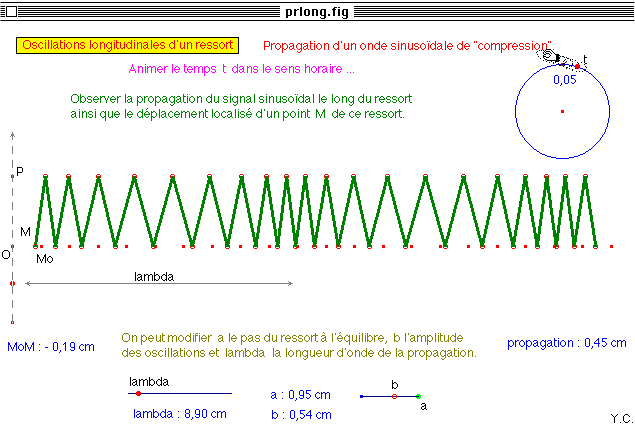 prlong.fig
Oscillations longitudinales d'un ressort
Propagation d'un onde sinusoïdale de "compression"
Animer le temps t dans le sens horaire ...
t
0,05
Observer la propagation du signal sinusoïdal le long du ressort
ainsi que le déplacement localisé d'un point M de ce ressort.
P
M
O
Mo
lambda
MoM : - 0,19 cm
On peut modifier a le pas du ressort à l'équilibre, b l'amplitude
des oscillations et lambda la longueur d'onde de la propagation.
propagation : 0,45 cm
lambda
lambda : 8,90 cm
a : 0,95 cm
b : 0,54 cm
b
a
Y.C.